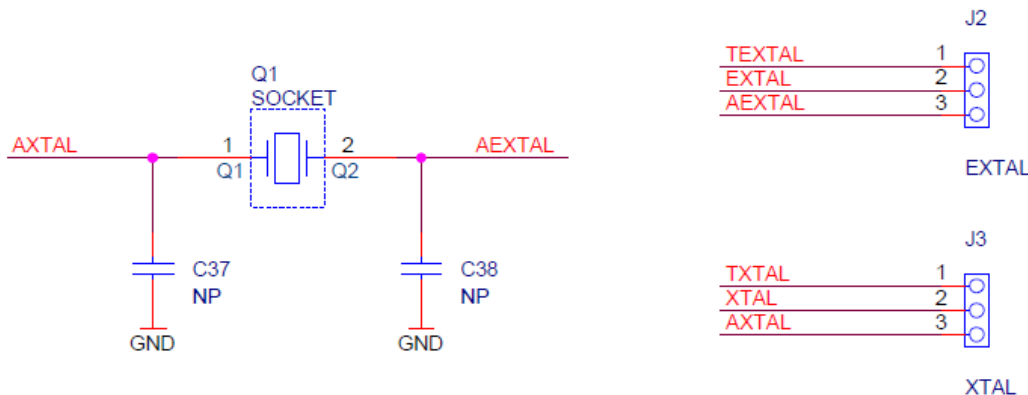 Q1
SOCKET
AXTAL
1
2
AEXTAL
Q1
Q2
C37
NP
C38
NP
GND
GND
J2
TEXTAL 1
EXTAL 2
AEXTAL 3
EXTAL
J3
TXTAL 1
XTAL 2
AXTAL 3
XTAL